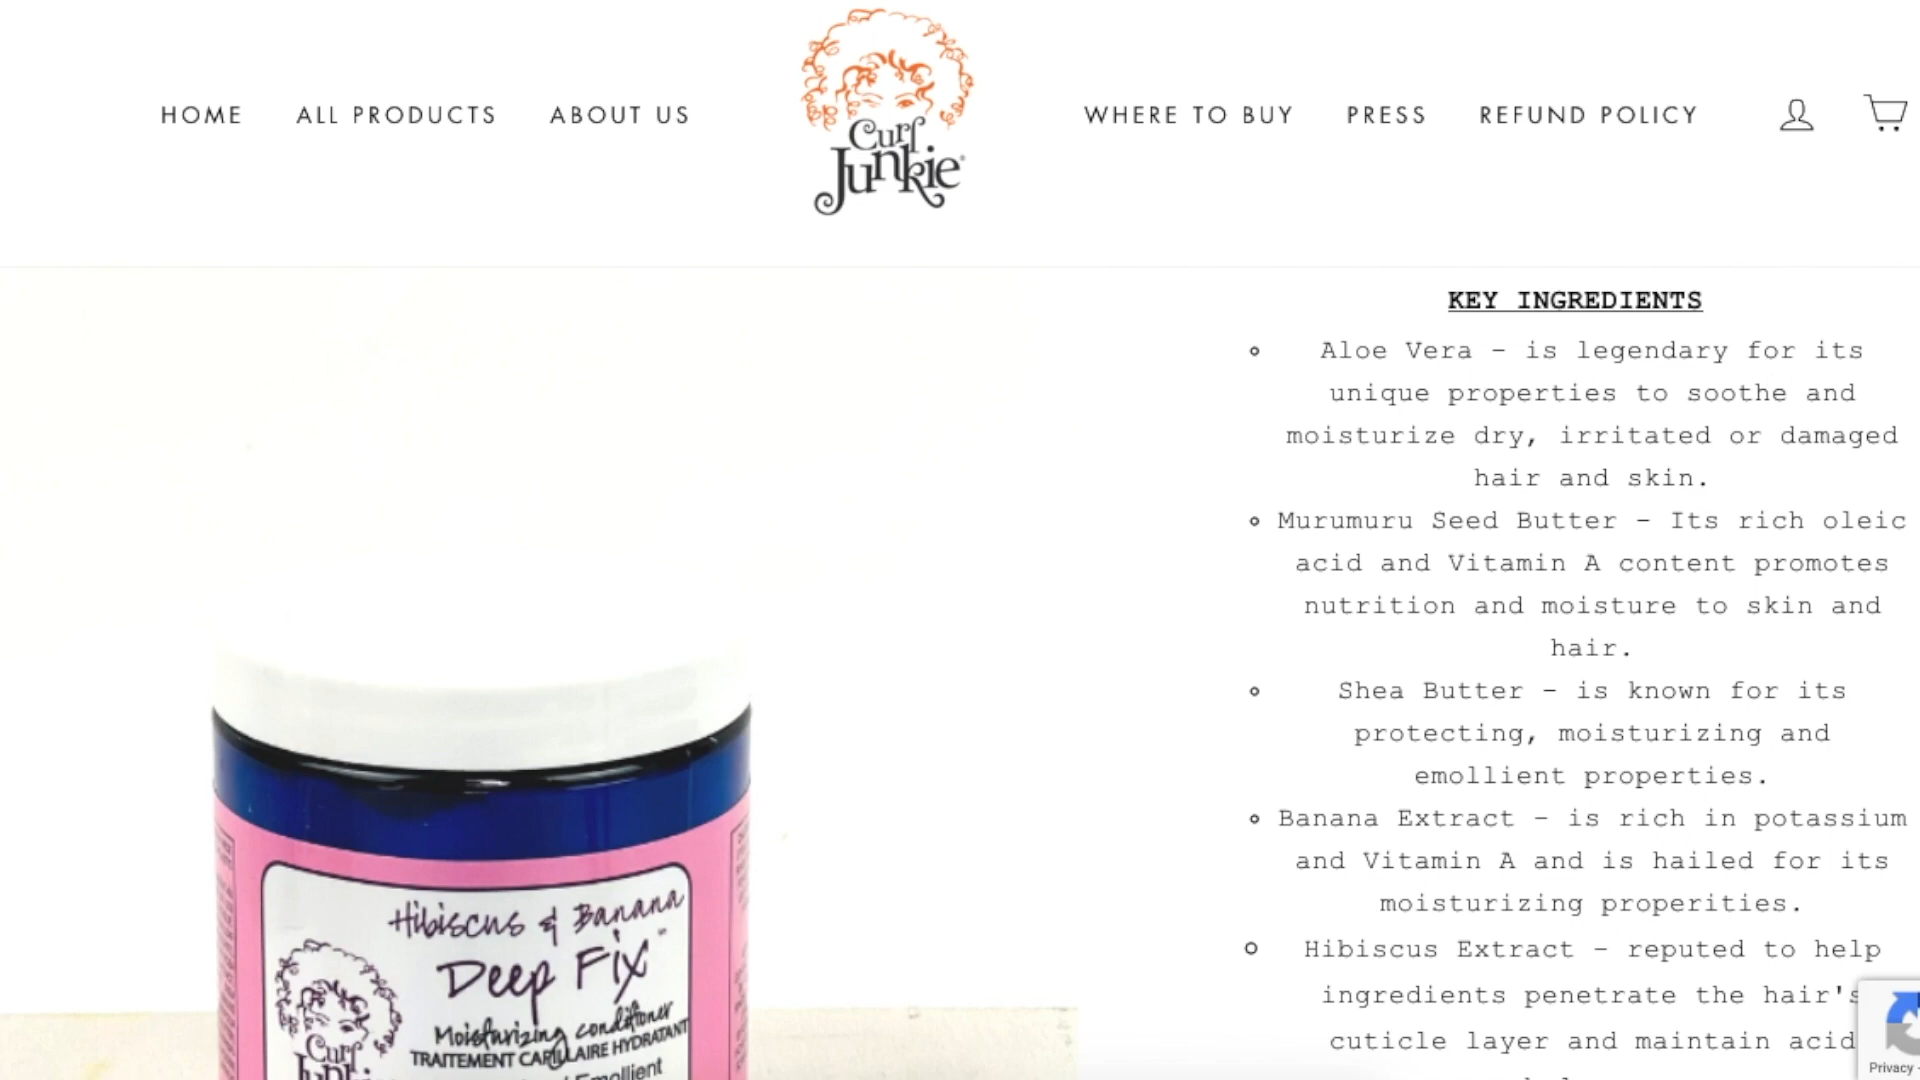 HOME
ALL PRODUCTS
ABOUT US
Curl
Junkie
WHERE TO BUY
PRESS
REFUND POLICY
KEY INGREDIENTS
Aloe Vera – is legendary for its
unique properties to soothe and
moisturize dry, irritated or damaged
hair and skin.
Murumuru Seed Butter – Its rich oleic
acid and Vitamin A content promotes
nutrition and moisture to skin and
hair.
Shea Butter – is known for its
protecting, moisturizing and
emollient properties.
Banana Extract – is rich in potassium
and Vitamin A and is hailed for its
moisturizing properities.
Hibiscus Extract – reputed to help
ingredients penetrate the hair's
cuticle layer and maintain acid
Privacy -
Hibiscus & Banana
Deep Fix™
Moisturizing conditioner
TRAITEMENT CAPILLAIRE HYDRATANT
Emollient
Curl
Junkie